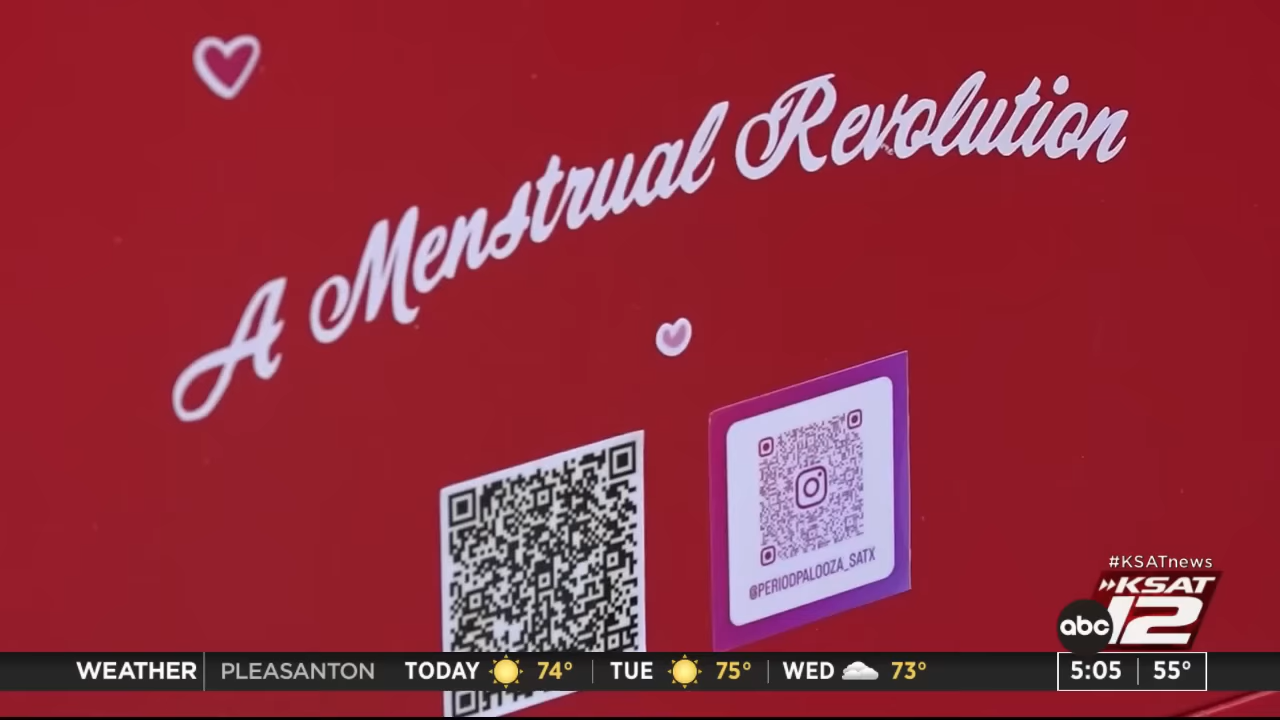 A Menstrual Revolution
@PERIODPALOOZA_SATX
#KSATnews
KSAT
abc 12
WEATHER PLEASANTON TODAY 74° TUE 75° WED 73° 5:05 55°